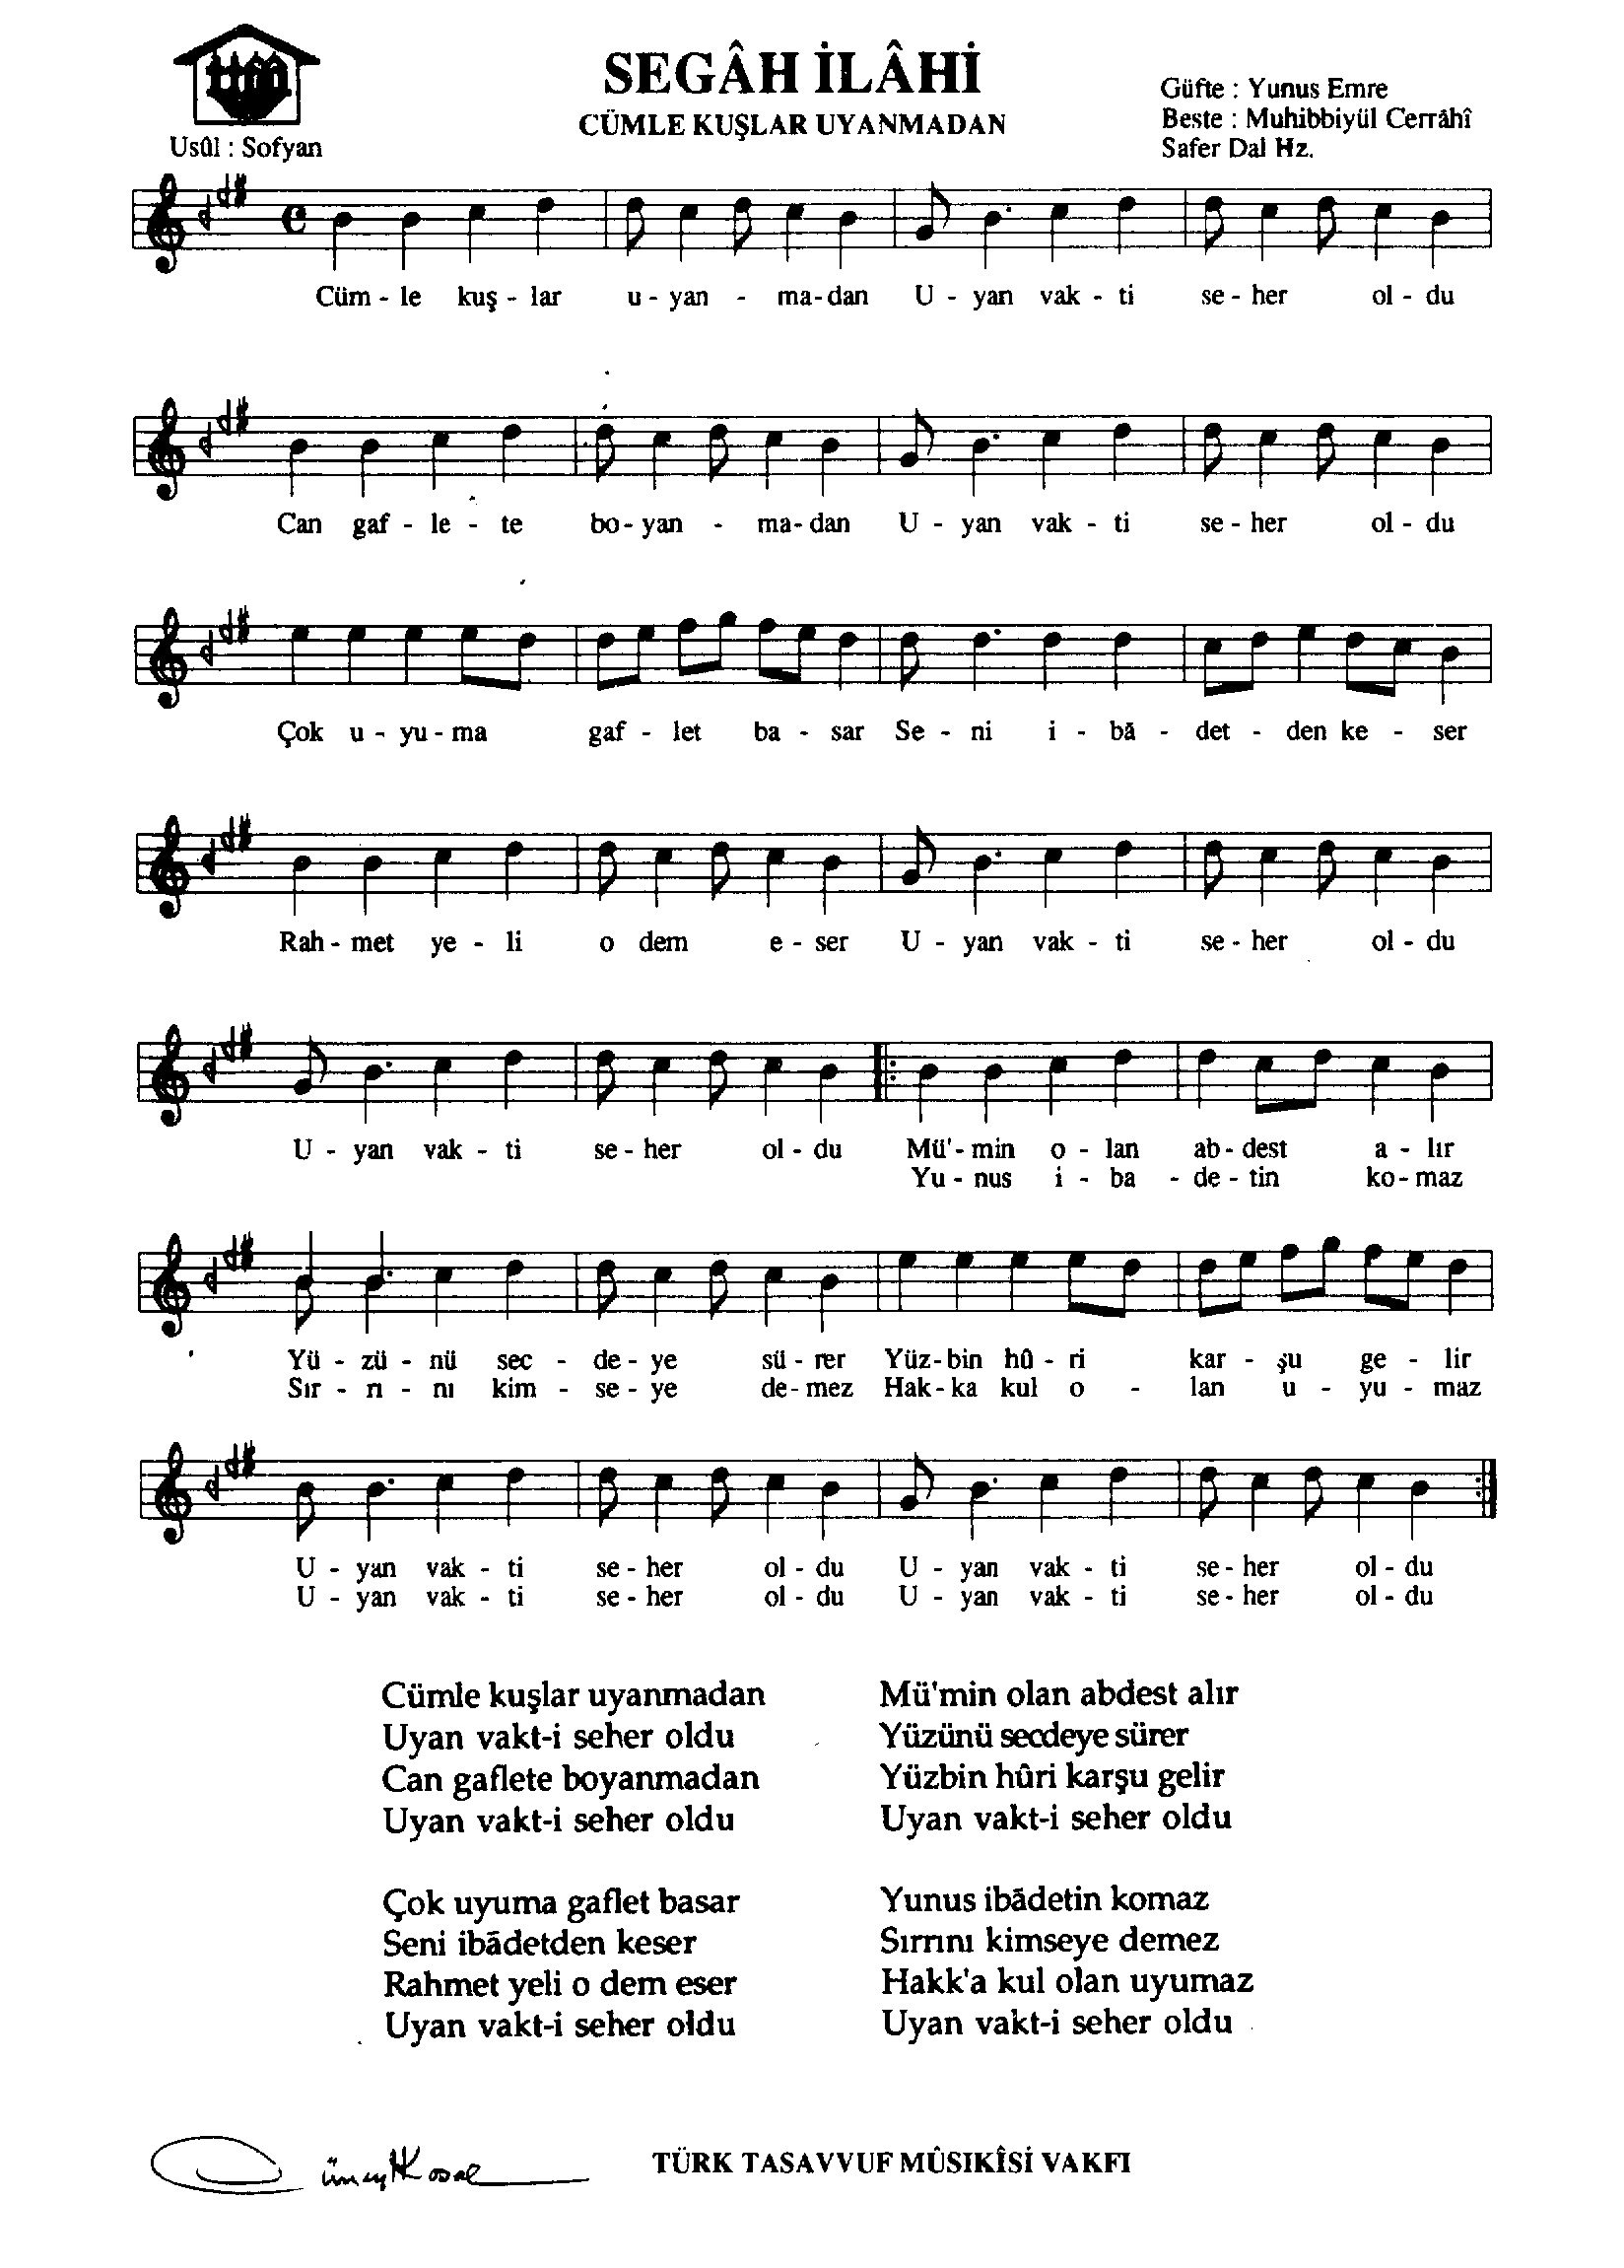 SEGÂH İLÂHİ
CÜMLE KUŞLAR UYANMADAN
Güfte : Yunus Emre
Beste : Muhibbiyül Cerrâhî
Safer Dal Hz.
Usûl : Sofyan
Cüm - le kuş - lar u - yan - ma - dan U - yan vak - ti se - her ol - du
Can gaf - le - te bo - yan - ma - dan U - yan vak - ti se - her ol - du
Çok u - yu - ma gaf - let ba - sar Se - ni i - bā - det - den ke - ser
Rah - met ye - li o dem e - ser U - yan vak - ti se - her ol - du
U - yan vak - ti se - her ol - du Mü' - min o - lan ab - dest a - lır
Yu - nus i - ba - de - tin ko - maz
Yü - zü - nü sec - de - ye sü - rer Yüz - bin hû - ri kar - şu ge - lir
Sır - rı - nı kim - se - ye de - mez Hak - ka kul o - lan u - yu - maz
U - yan vak - ti se - her ol - du U - yan vak - ti se - her ol - du
U - yan vak - ti se - her ol - du U - yan vak - ti se - her ol - du
Cümle kuşlar uyanmadan
Uyan vakt-i seher oldu
Can gaflete boyanmadan
Uyan vakt-i seher oldu
Çok uyuma gaflet basar
Seni ibādetden keser
Rahmet yeli o dem eser
Uyan vakt-i seher oldu
Mü'min olan abdest alır
Yüzünü secdeye sürer
Yüzbin hûri karşu gelir
Uyan vakt-i seher oldu
Yunus ibādetin komaz
Sırrını kimseye demez
Hakk'a kul olan uyumaz
Uyan vakt-i seher oldu
TÜRK TASAVVUF MÛSIKÎSİ VAKFI